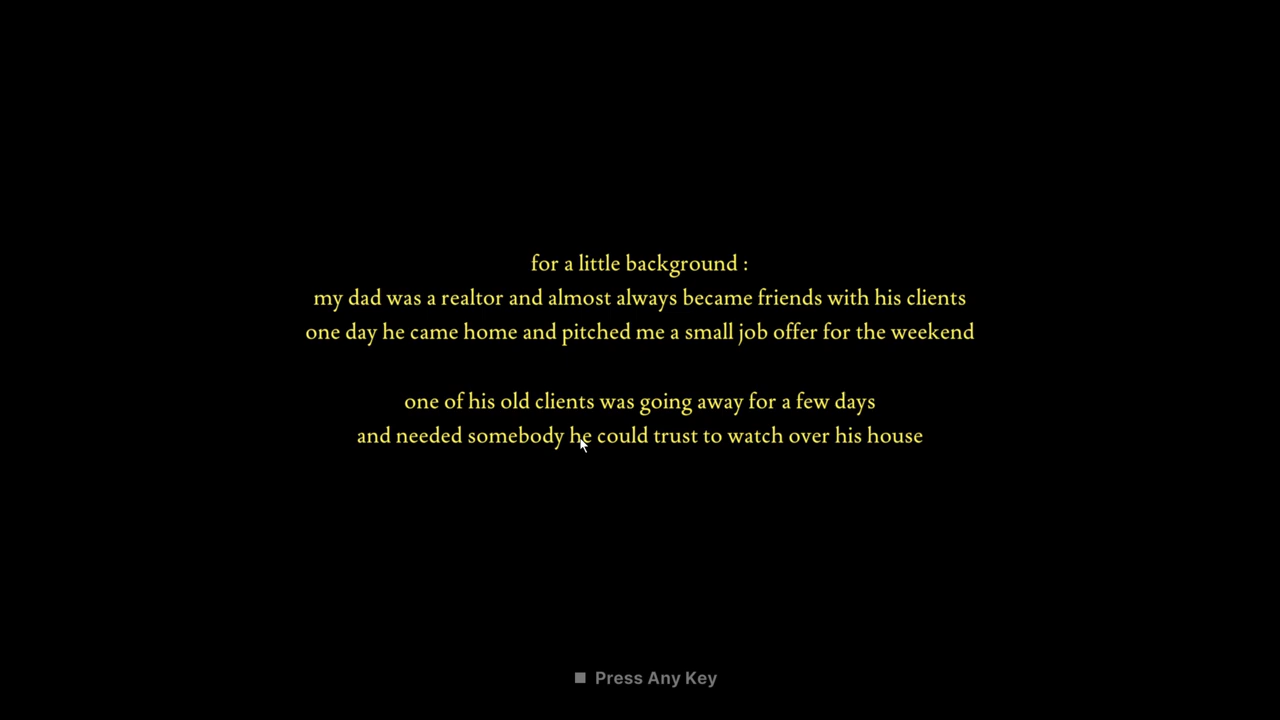 for a little background :
my dad was a realtor and almost always became friends with his clients
one day he came home and pitched me a small job offer for the weekend
one of his old clients was going away for a few days
and needed somebody he could trust to watch over his house
Press Any Key